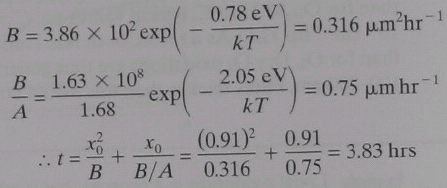 B = 3.86 × 10² exp(− 0.78 eV / kT) = 0.316 μm²hr⁻¹
B/A = 1.63 × 10⁸ / 1.68 exp(− 2.05 eV / kT) = 0.75 μm hr⁻¹
∴ t = x₀²/B + x₀/(B/A) = (0.91)²/0.316 + 0.91/0.75 = 3.83 hrs